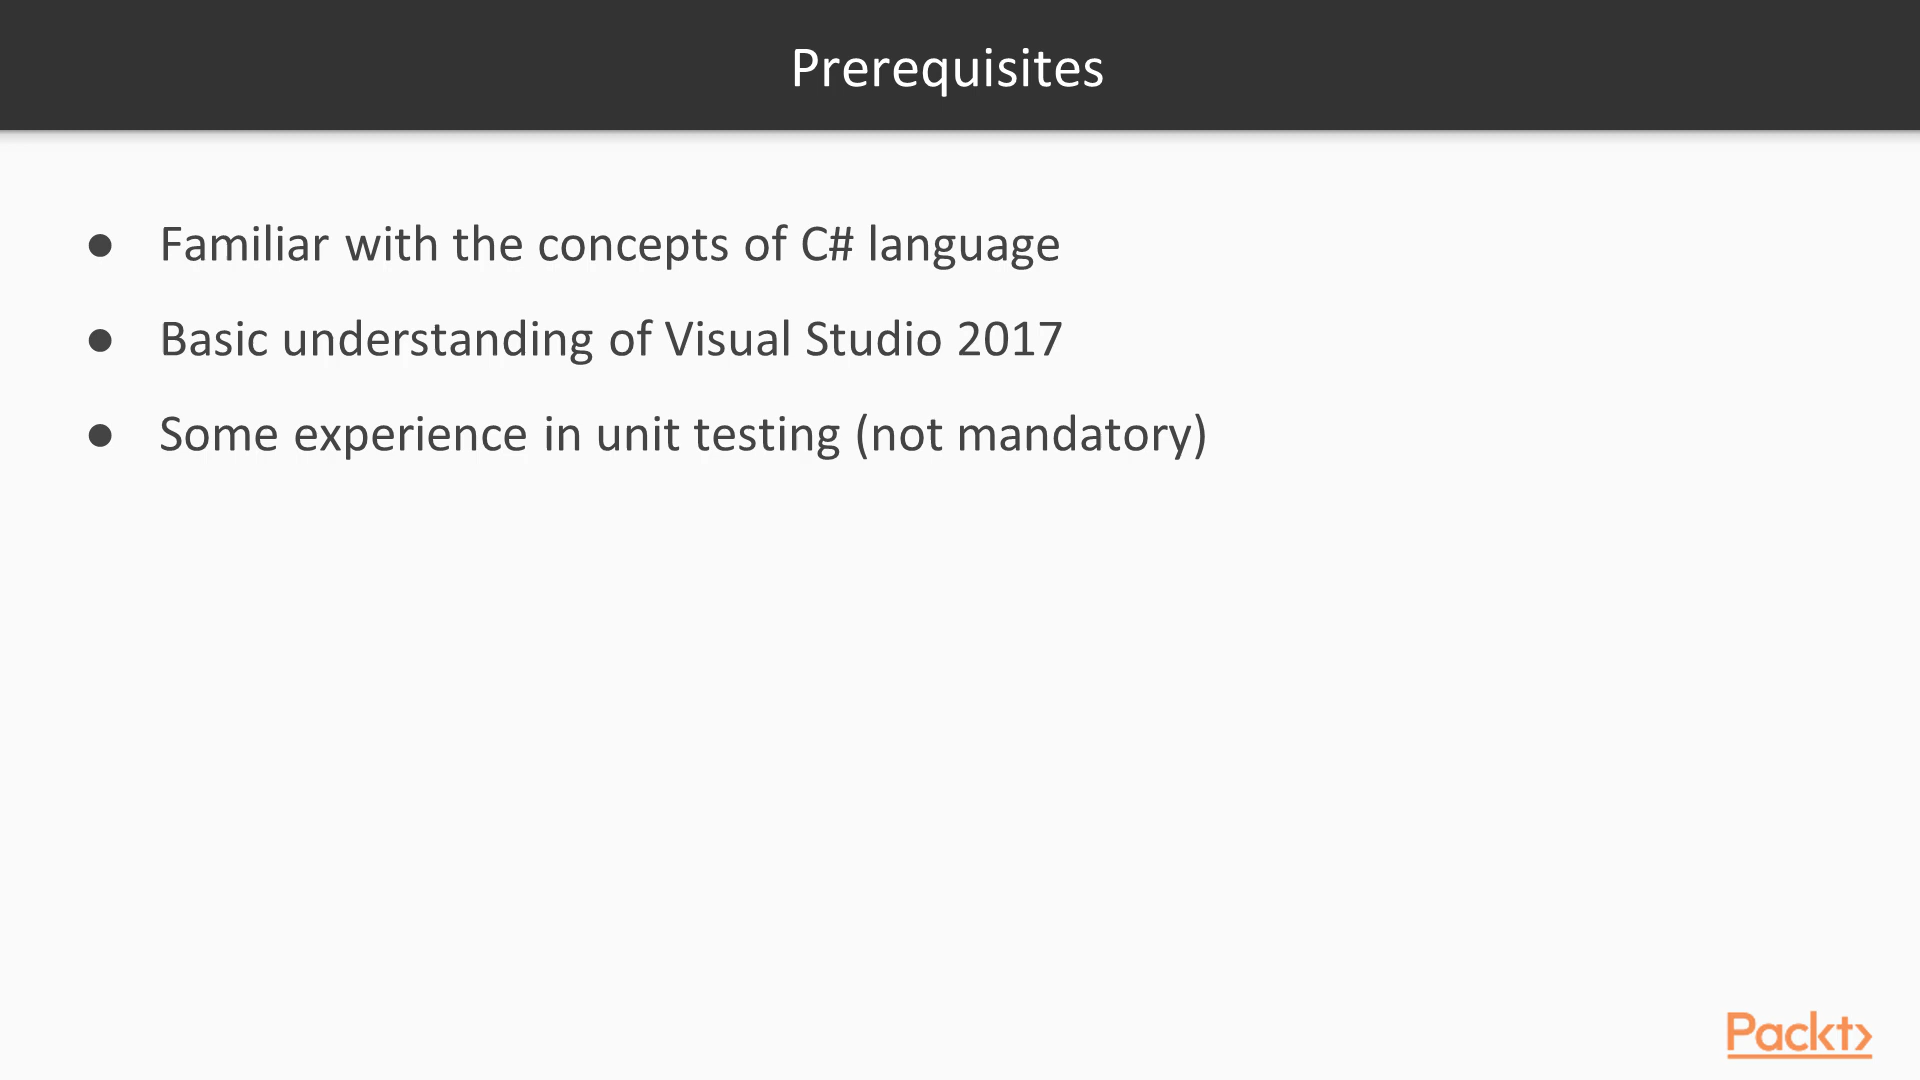 Prerequisites
● Familiar with the concepts of C# language
● Basic understanding of Visual Studio 2017
● Some experience in unit testing (not mandatory)
Packt>